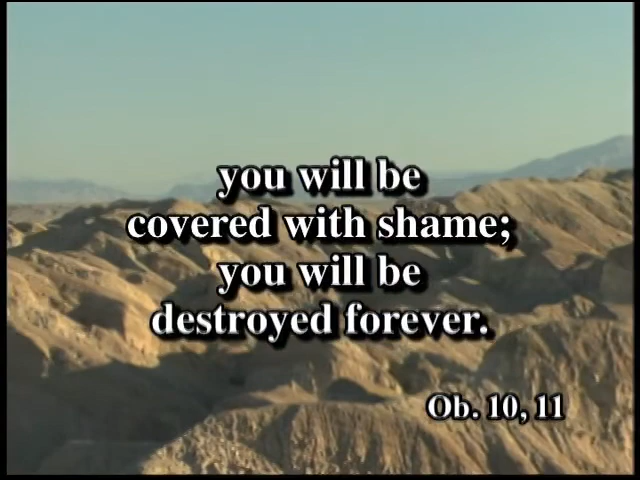 you will be
covered with shame;
you will be
destroyed forever.
Ob. 10, 11